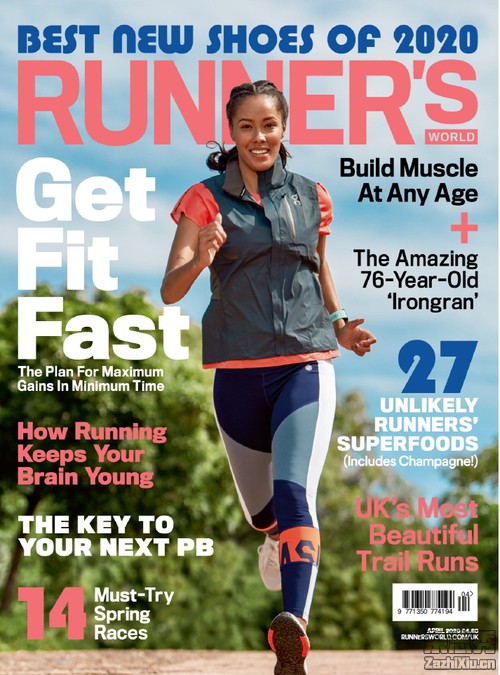 BEST NEW SHOES OF 2020
RUNNER'S
WORLD
Get
Fit
Fast
The Plan For Maximum
Gains In Minimum Time
How Running
Keeps Your
Brain Young
THE KEY TO
YOUR NEXT PB
14
Must-Try
Spring
Races
Build Muscle
At Any Age
+
The Amazing
76-Year-Old
‘Irongran’
27
UNLIKELY
RUNNERS’
SUPERFOODS
(Includes Champagne!)
UK’s Most
Beautiful
Trail Runs
04
9 771350 774194
APRIL 2020
RUNNERSWORLD.COM/UK
ZazhiXiu.cn
AS